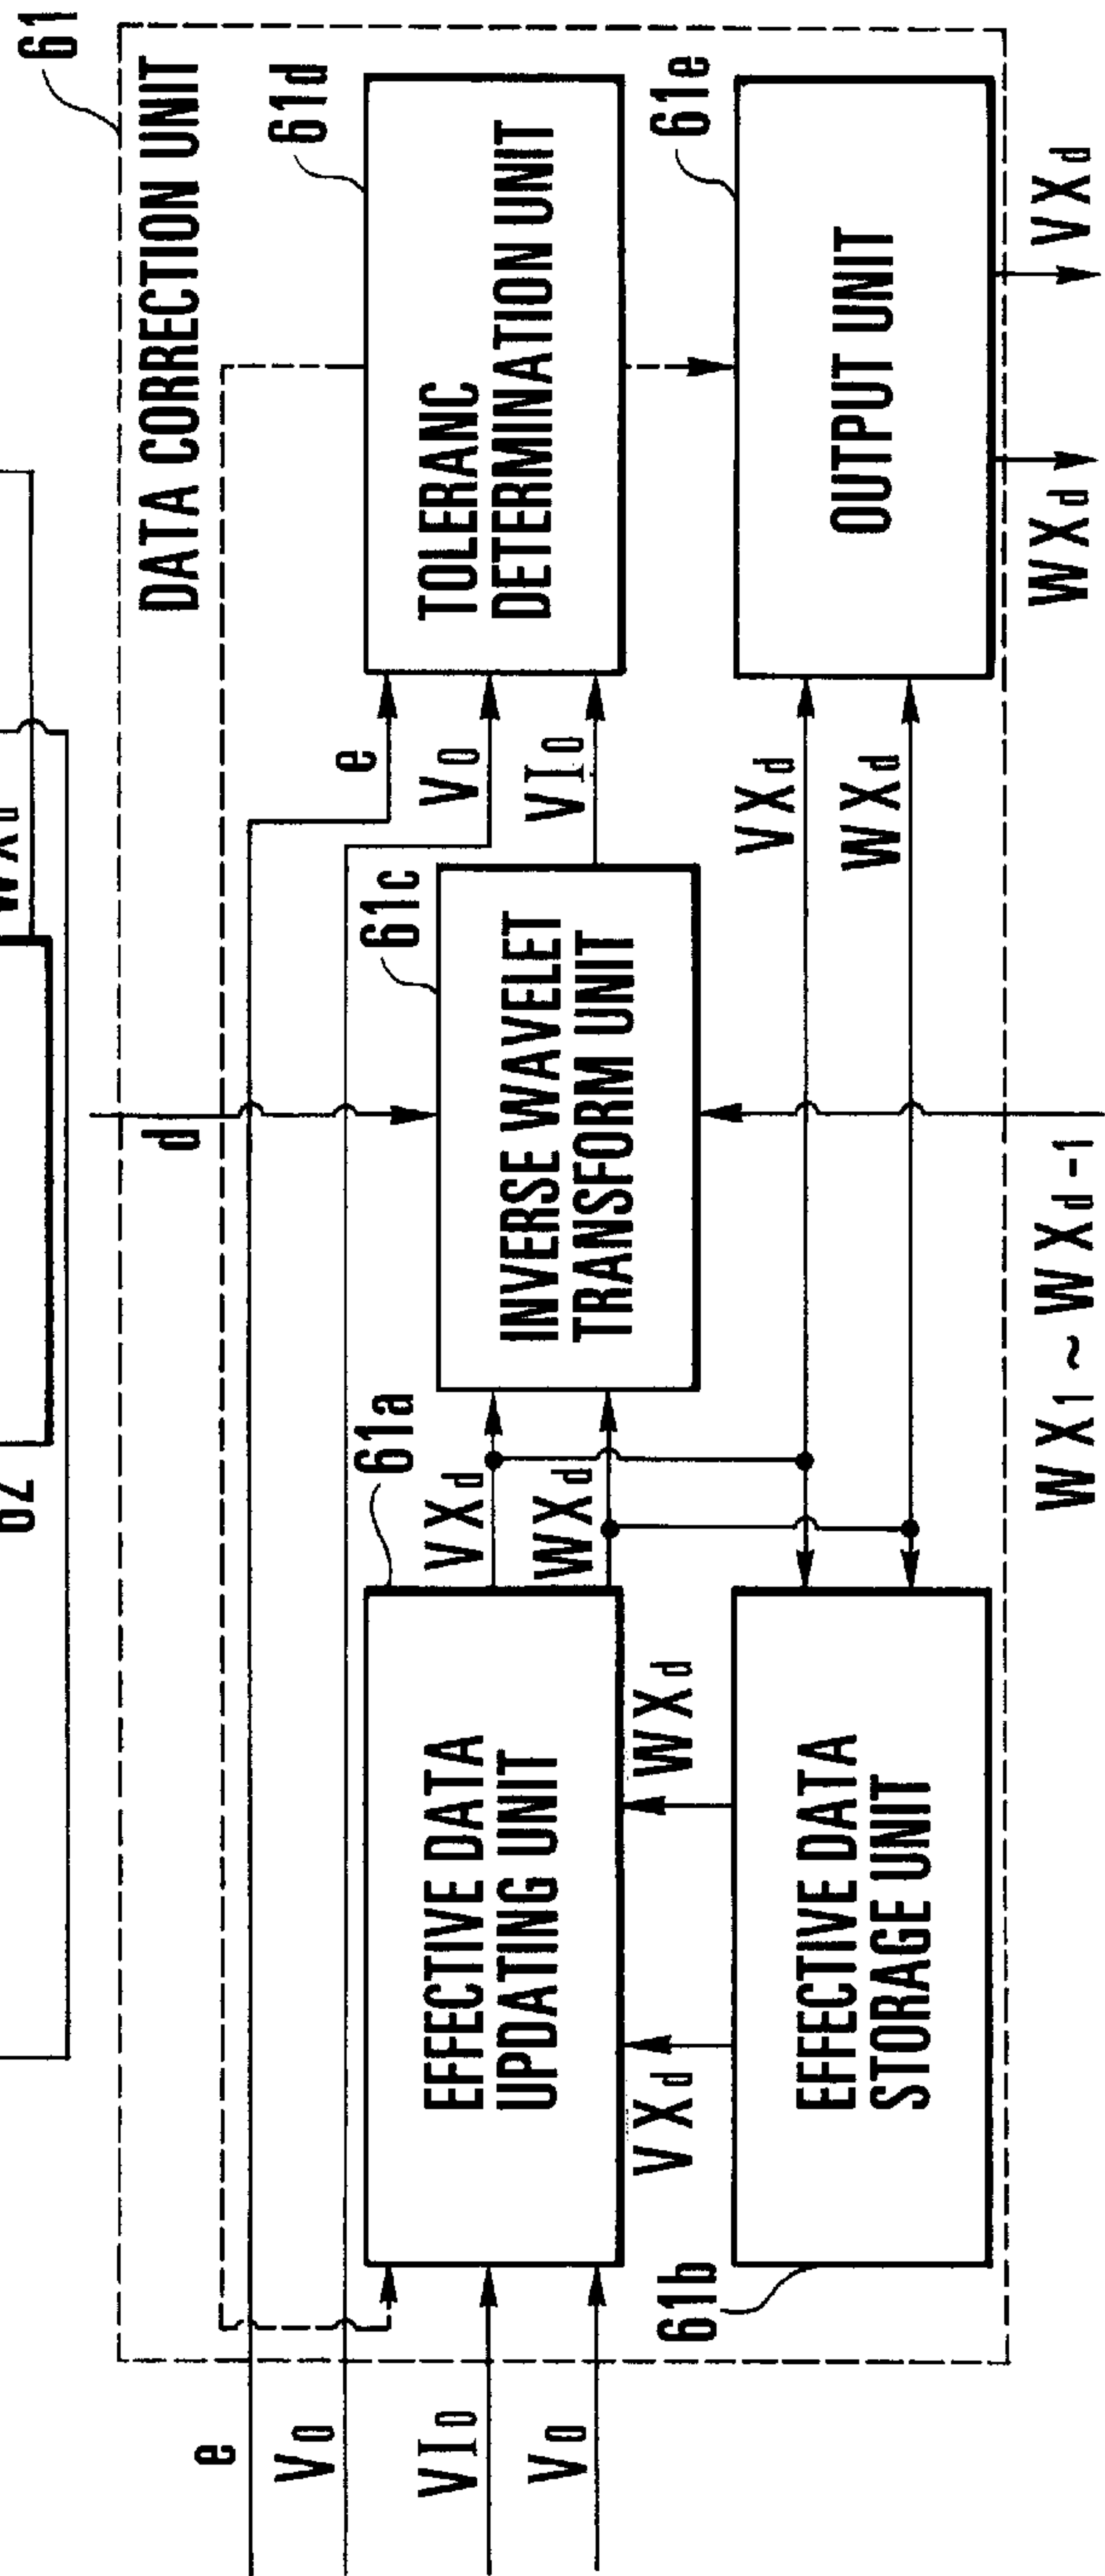 62
WXd
61
DATA CORRECTION UNIT
e
V0
VI0
V0
d
61a
EFFECTIVE DATA
UPDATING UNIT
VXd
WXd
61c
INVERSE WAVELET
TRANSFORM UNIT
e
V0
VI0
61d
TOLERANC
DETERMINATION UNIT
VXd
WXd
61b
EFFECTIVE DATA
STORAGE UNIT
VXd
WXd
61e
OUTPUT UNIT
WX1 ~ WXd-1
WXd
VXd